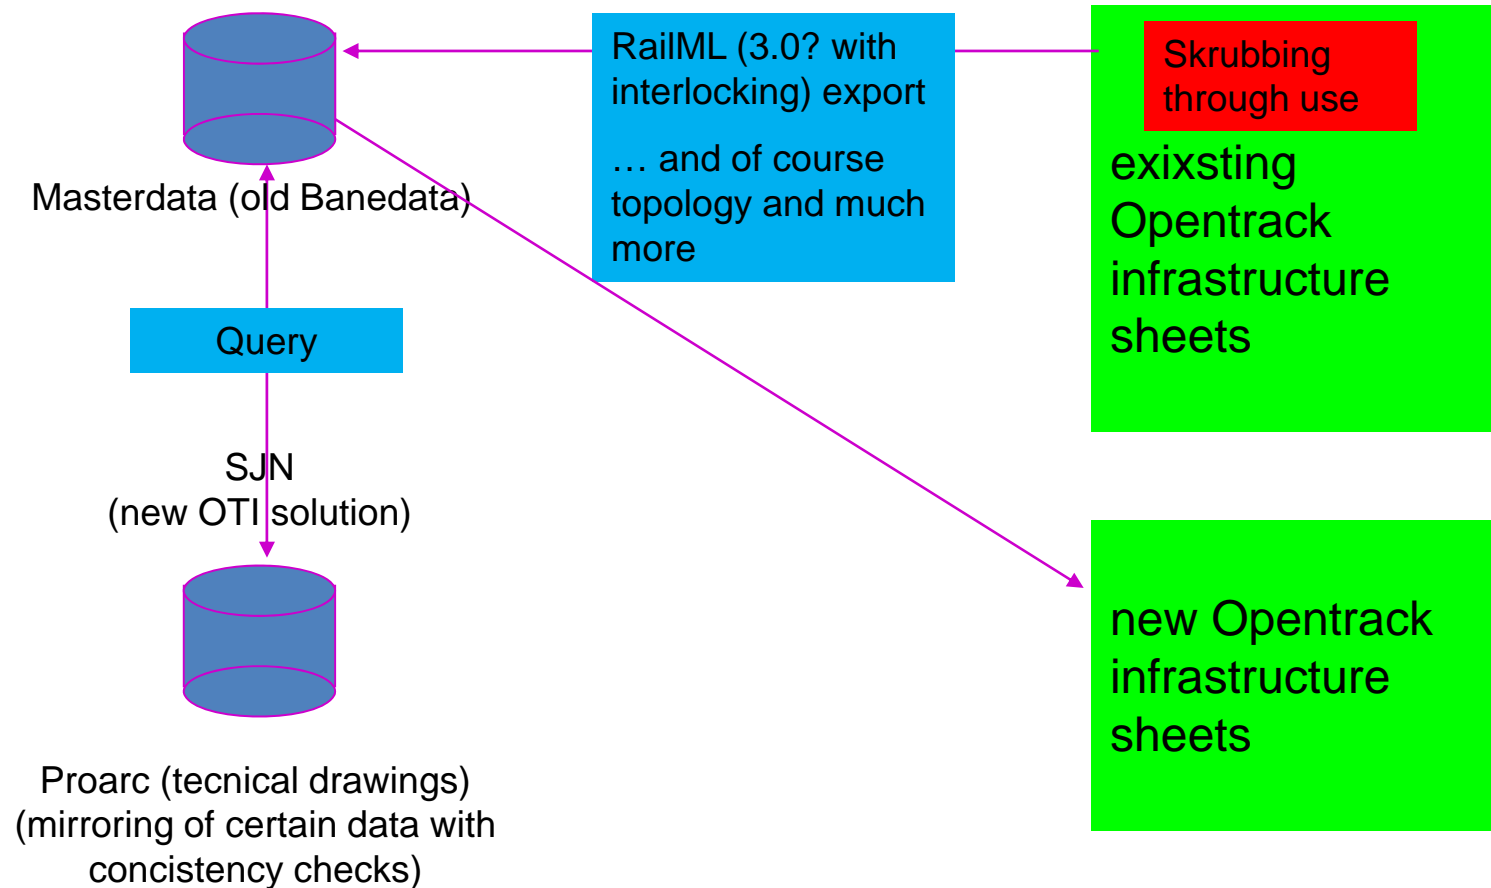 RailML (3.0? with
interlocking) export
… and of course
topology and much
more
Skrubbing
through use
exixsting
Opentrack
infrastructure
sheets
Masterdata (old Banedata)
Query
SJN
(new OTI solution)
new Opentrack
infrastructure
sheets
Proarc (tecnical drawings)
(mirroring of certain data with
concistency checks)